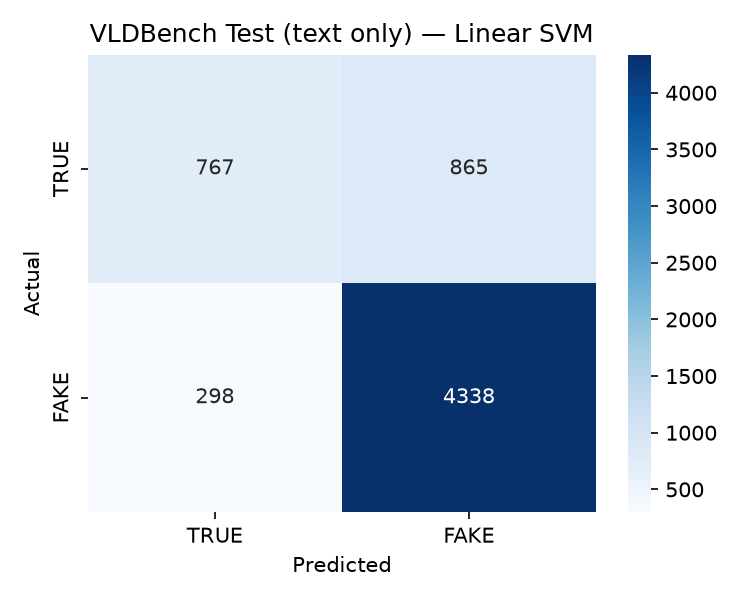 VLDBench Test (text only) — Linear SVM
Actual
TRUE
767
865
FAKE
298
4338
TRUE
FAKE
Predicted
4000
3500
3000
2500
2000
1500
1000
500